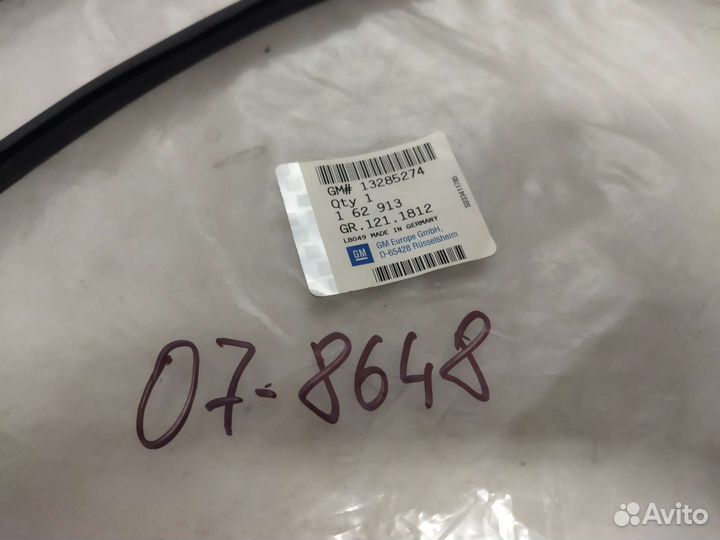 GM# 13285274
Qty 1
1 62 913
GR.121.1812
LB049 MADE IN GERMANY
GM
GM Europe GmbH,
D-65428 Rüsselsheim
07-8648
Avito